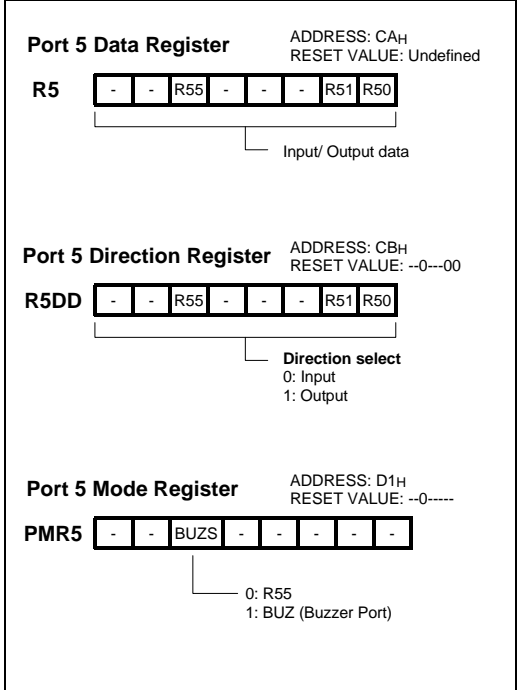 Port 5 Data Register
ADDRESS: CAH
RESET VALUE: Undefined
R5 - - R55 - - - R51 R50
Input/ Output data
Port 5 Direction Register
ADDRESS: CBH
RESET VALUE: --0---00
R5DD - - R55 - - - R51 R50
Direction select
0: Input
1: Output
Port 5 Mode Register
ADDRESS: D1H
RESET VALUE: --0-----
PMR5 - - BUZS - - - - -
0: R55
1: BUZ (Buzzer Port)